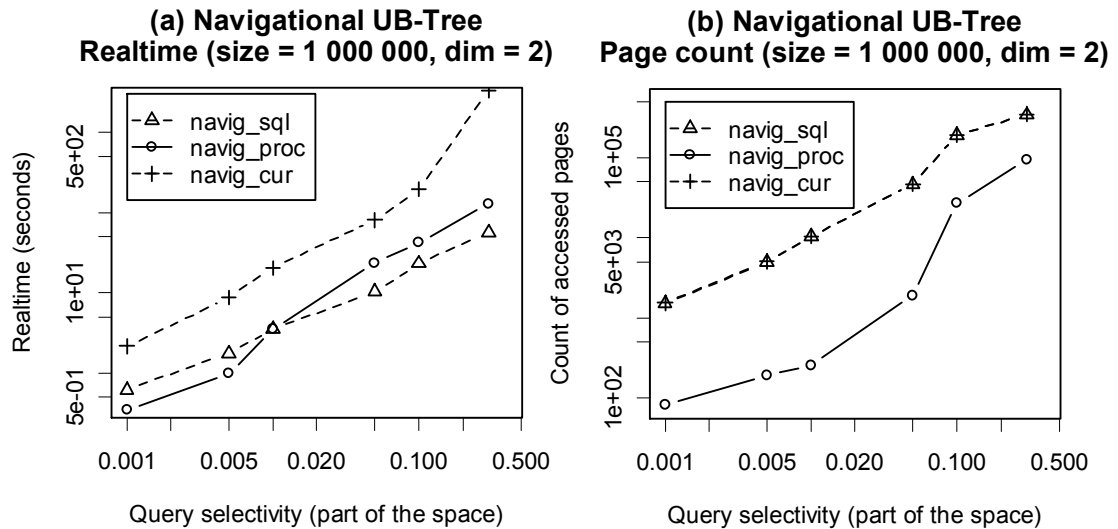 (a) Navigational UB-Tree
Realtime (size = 1 000 000, dim = 2)
Realtime (seconds)
5e+02
1e+01
5e-01
navig_sql
navig_proc
navig_cur
0.001
0.005
0.020
0.100
0.500
Query selectivity (part of the space)
(b) Navigational UB-Tree
Page count (size = 1 000 000, dim = 2)
Count of accessed pages
1e+05
5e+03
1e+02
navig_sql
navig_proc
navig_cur
0.001
0.005
0.020
0.100
0.500
Query selectivity (part of the space)